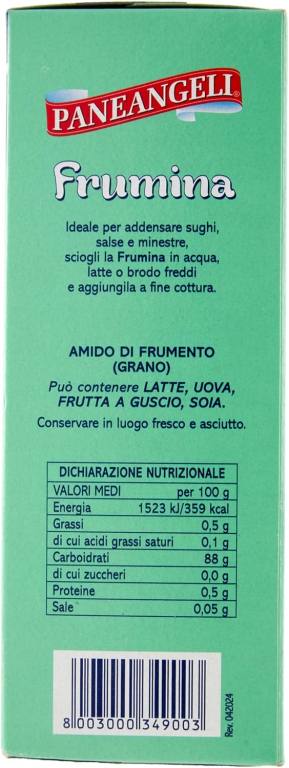 PANEANGELI
Frumina
Ideale per addensare sughi,
salse e minestre,
sciogli la Frumina in acqua,
latte o brodo freddi
e aggiungila a fine cottura.
AMIDO DI FRUMENTO
(GRANO)
Può contenere LATTE, UOVA,
FRUTTA A GUSCIO, SOIA.
Conservare in luogo fresco e asciutto.
DICHIARAZIONE NUTRIZIONALE
VALORI MEDI per 100 g
Energia 1523 kJ/359 kcal
Grassi 0,5 g
di cui acidi grassi saturi 0,1 g
Carboidrati 88 g
di cui zuccheri 0,0 g
Proteine 0,5 g
Sale 0,05 g
8 003000 349003
Rev. 042024